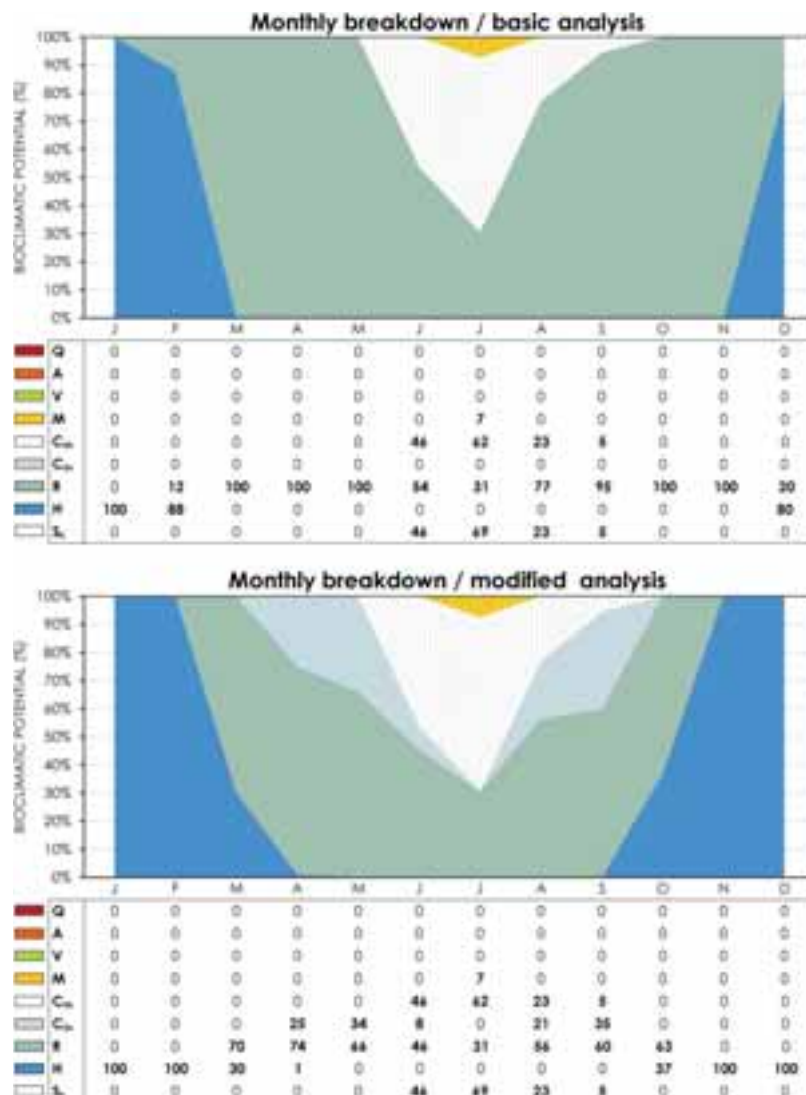 Monthly breakdown / basic analysis
BIOCLIMATIC POTENTIAL (%)
100%
90%
80%
70%
60%
50%
40%
30%
20%
10%
0%
J F M A M J J A S O N D
Q 0 0 0 0 0 0 0 0 0 0 0 0
A 0 0 0 0 0 0 0 0 0 0 0 0
V 0 0 0 0 0 0 0 0 0 0 0 0
M 0 0 0 0 0 0 7 0 0 0 0 0
C 0 0 0 0 0 46 62 23 5 0 0 0
C 0 0 0 0 0 0 0 0 0 0 0 0
R 0 12 100 100 100 54 31 77 95 100 100 20
H 100 88 0 0 0 0 0 0 0 0 0 80
S 0 0 0 0 0 46 69 23 5 0 0 0
Monthly breakdown / modified analysis
BIOCLIMATIC POTENTIAL (%)
100%
90%
80%
70%
60%
50%
40%
30%
20%
10%
0%
J F M A M J J A S O N D
Q 0 0 0 0 0 0 0 0 0 0 0 0
A 0 0 0 0 0 0 0 0 0 0 0 0
V 0 0 0 0 0 0 0 0 0 0 0 0
M 0 0 0 0 0 0 7 0 0 0 0 0
C 0 0 0 0 0 46 62 23 5 0 0 0
C 0 0 0 25 34 8 0 21 35 0 0 0
R 0 0 70 74 66 46 31 56 60 63 0 0
H 100 100 30 1 0 0 0 0 0 37 100 100
S 0 0 0 0 0 46 69 23 5 0 0 0